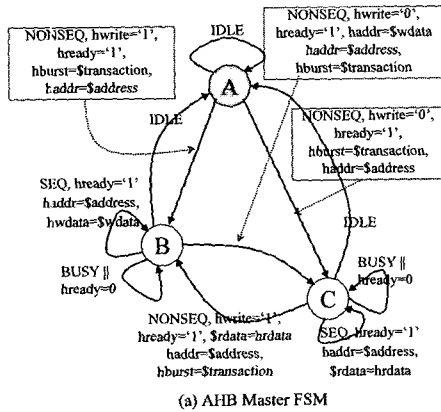 NONSEQ, hwrite='1',
hready='1',
hburst=$transaction,
haddr=$address
IDLE
NONSEQ, hwrite='0',
hready='1', haddr=$wdata
haddr=$address,
hburst=$transaction
A
NONSEQ, hwrite='0',
hready='1',
hburst=$transaction,
haddr=$address
IDLE
SEQ, hready='1'
haddr=$address,
hwdata=$wdata
IDLE
B
BUSY ||
hready=0
C
BUSY ||
hready=0
NONSEQ, hwrite='1',
hready='1', $rdata=hrdata
haddr=$address,
hburst=$transaction
SEQ, hready='1'
haddr=$address,
$rdata=hrdata
(a) AHB Master FSM